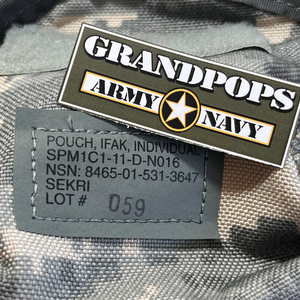 GRANDPOPS
ARMY NAVY
POUCH, IFAK, INDIVIDUAL
SPM1C1-11-D-N016
NSN: 8465-01-531-3647
SEKRI
LOT # 059